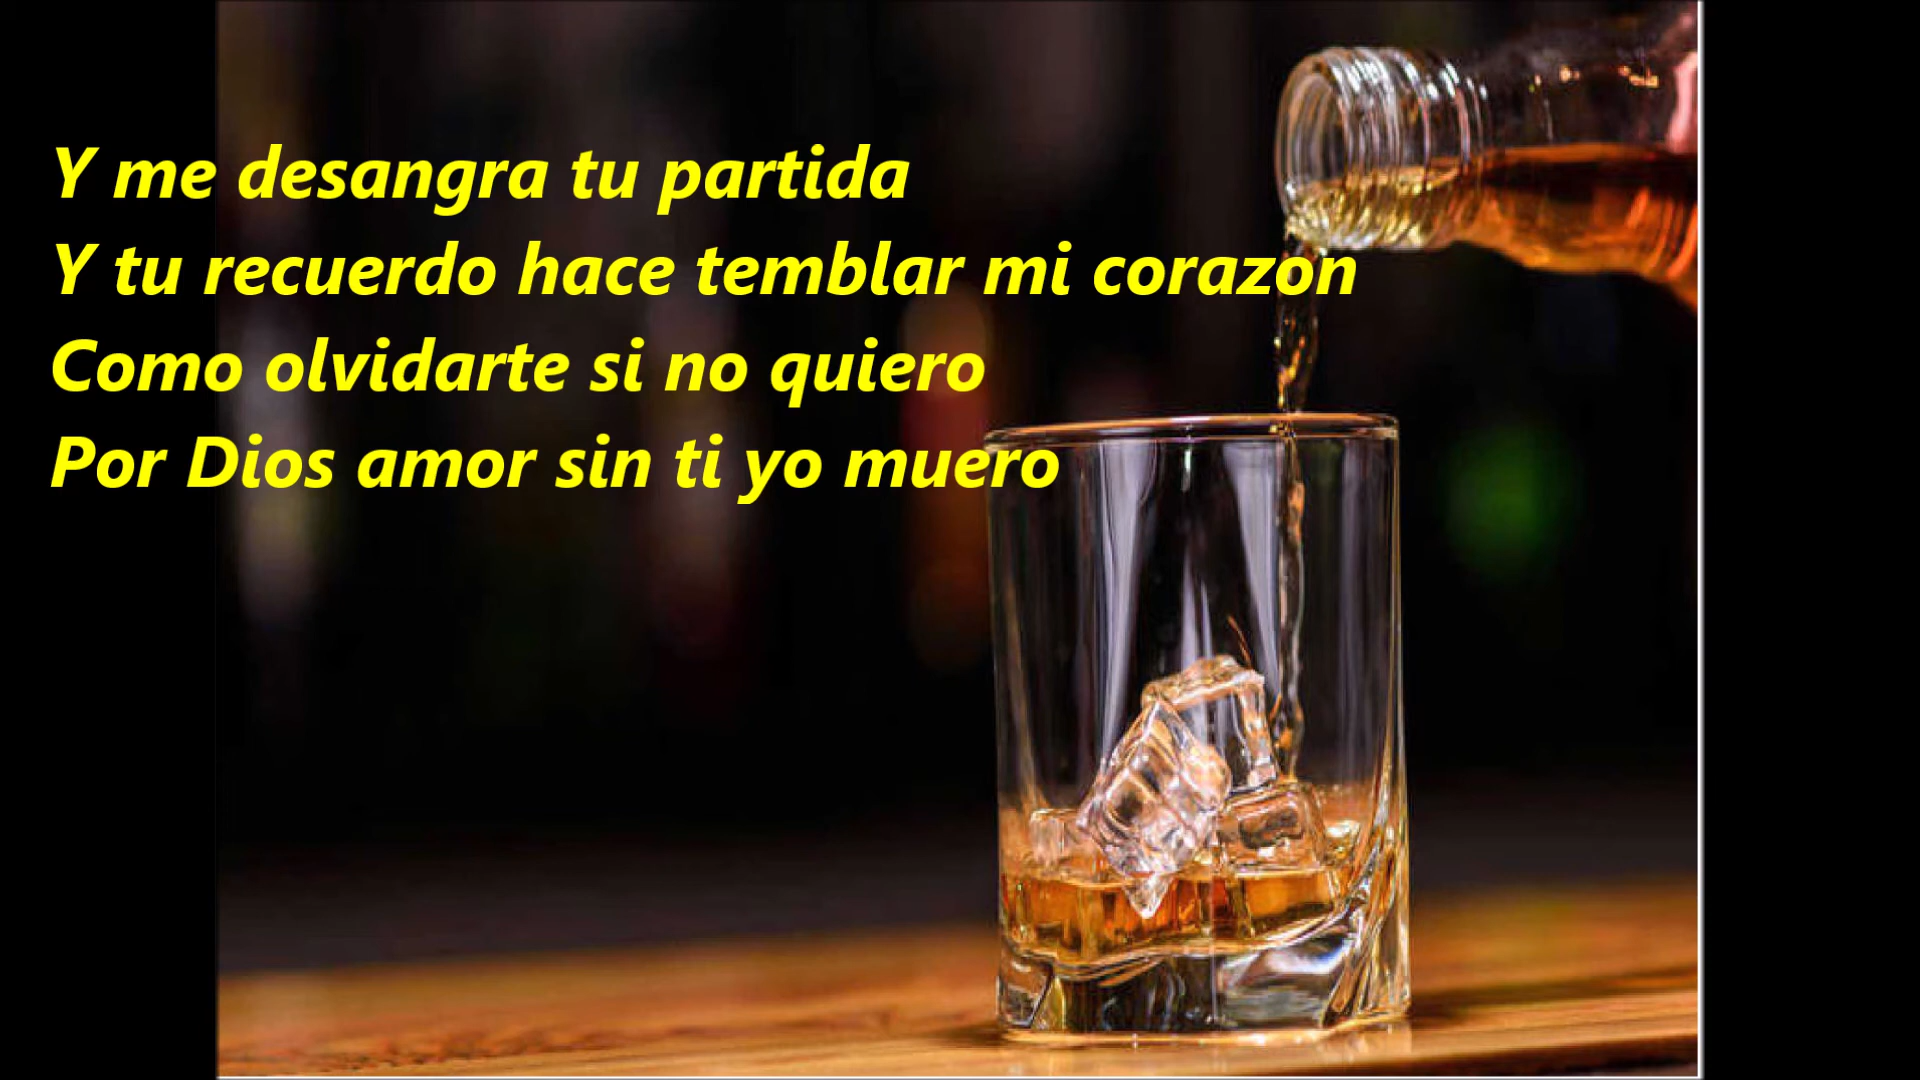 Y me desangra tu partida
Y tu recuerdo hace temblar mi corazon
Como olvidarte si no quiero
Por Dios amor sin ti yo muero